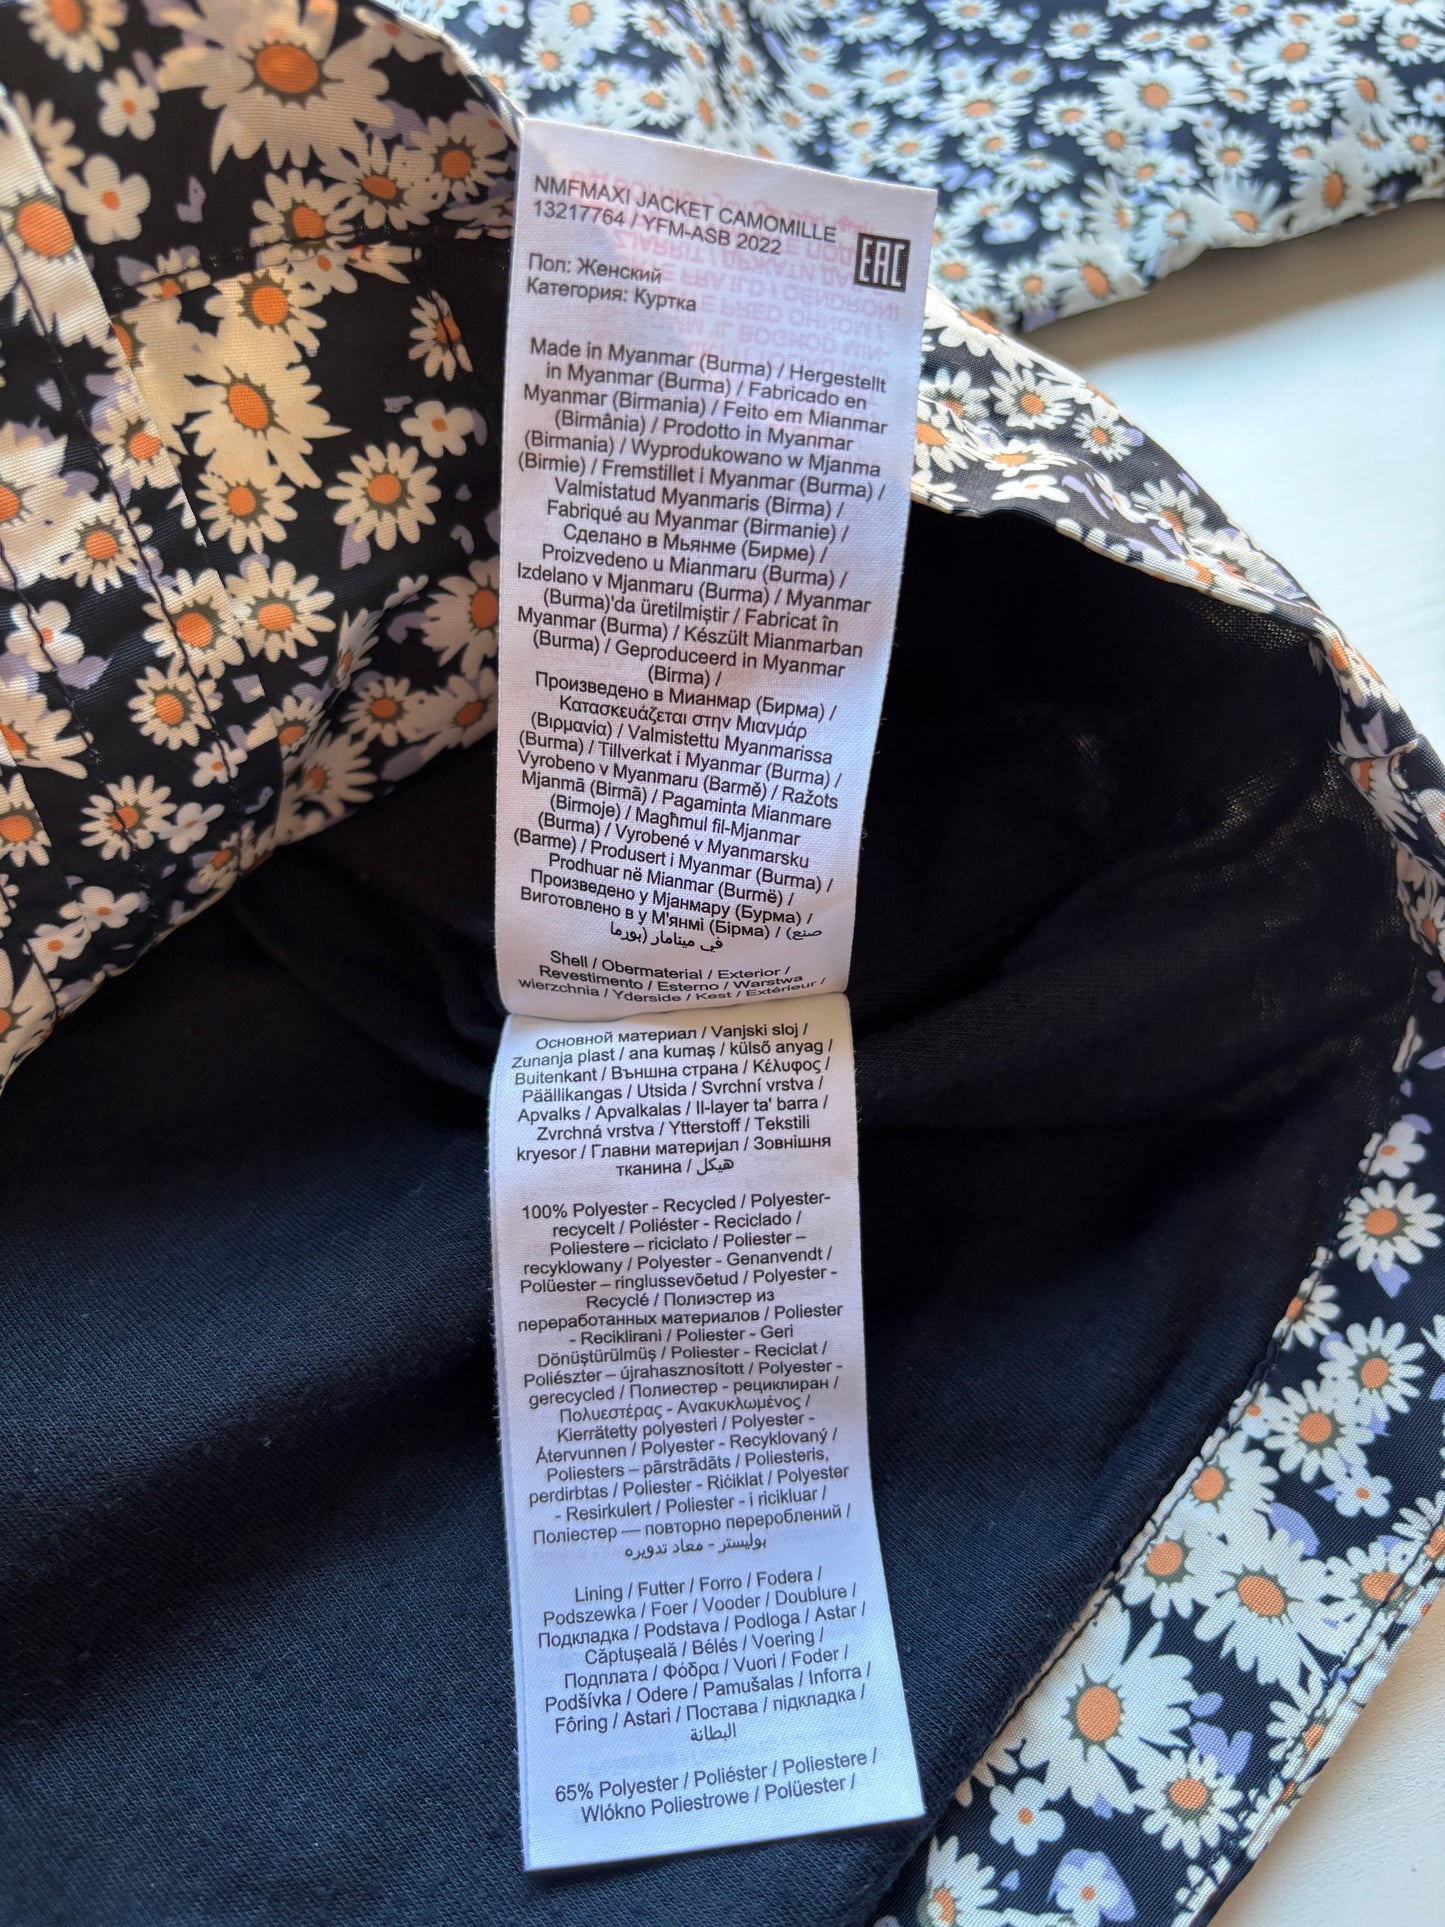 NMFMAXI JACKET CAMOMILLE
13217764 / YFM-ASB 2022
EAC
Пол: Женский
Категория: Куртка
Made in Myanmar (Burma) / Hergestellt
in Myanmar (Burma) / Fabricado en
Myanmar (Birmania) / Feito em Mianmar
(Birmânia) / Prodotto in Myanmar
(Birmania) / Wyprodukowano w Mjanma
(Birmie) / Fremstillet i Myanmar (Burma) /
Valmistatud Myanmaris (Birma) /
Fabriqué au Myanmar (Birmanie) /
Сделано в Мьянме (Бирме) /
Proizvedeno u Mianmaru (Burma) /
Izdelano v Mjanmaru (Burma) / Myanmar
(Burma)'da üretilmiştir / Fabricat în
Myanmar (Burma) / Készült Mianmarban
(Burma) / Geproduceerd in Myanmar
(Birma) /
Произведено в Мианмар (Бирма) /
Κατασκευάζεται στην Μιανμάρ
(Βιρμανία) / Valmistettu Myanmarissa
(Burma) / Tillverkat i Myanmar (Burma) /
Vyrobeno v Myanmaru (Barmě) / Ražots
Mjanmā (Birmā) / Pagaminta Mianmare
(Birmoje) / Magħmul fil-Mjanmar
(Burma) / Vyrobené v Myanmarsku
(Barme) / Produsert i Myanmar (Burma) /
Prodhuar në Mianmar (Burmë) /
Произведено у Мјанмару (Бурма) /
Виготовлено в у М'янмі (Бірма) / (صنع
في مينامار (بورما
Shell / Obermaterial / Exterior /
Revestimento / Esterno / Warstwa
wierzchnia / Yderside / Kest / Extérieur /
Основной материал / Vanjski sloj /
Zunanja plast / ana kumaş / külső anyag /
Buitenkant / Външна страна / Κέλυφος /
Päällikangas / Utsida / Svrchní vrstva /
Apvalks / Apvalkalas / Il-layer ta' barra /
Zvrchná vrstva / Ytterstoff / Tekstili
kryesor / Главни материјал / Зовнішня
тканина / هيكل
100% Polyester - Recycled / Polyester-
recycelt / Poliéster - Reciclado /
Poliestere – riciclato / Poliester –
recyklowany / Polyester - Genanvendt /
Polüester – ringlussevõetud / Polyester -
Recyclé / Полиэстер из
переработанных материалов / Poliester
- Reciklirani / Poliester - Geri
Dönüştürülmüş / Poliester - Reciclat /
Poliészter – újrahasznosított / Polyester -
gerecycled / Полиестер - рециклиран /
Πολυεστέρας - Ανακυκλωμένος /
Kierrätetty polyesteri / Polyester -
Återvunnen / Polyester - Recyklovaný /
Poliesters – pārstrādāts / Poliesteris,
perdirbtas / Poliester - Riċiklat / Polyester
- Resirkulert / Poliester - i ricikluar /
Поліестер — повторно перероблений /
بوليستر - معاد تدويره
Lining / Futter / Forro / Fodera /
Podszewka / Foer / Vooder / Doublure /
Подкладка / Podstava / Podloga / Astar /
Căptușeală / Bélés / Voering /
Подплата / Φόδρα / Vuori / Foder /
Podšívka / Odere / Pamušalas / Inforra /
Fôring / Astari / Постава / підкладка /
البطانة
65% Polyester / Poliéster / Poliestere /
Wlókno Poliestrowe / Polüester /